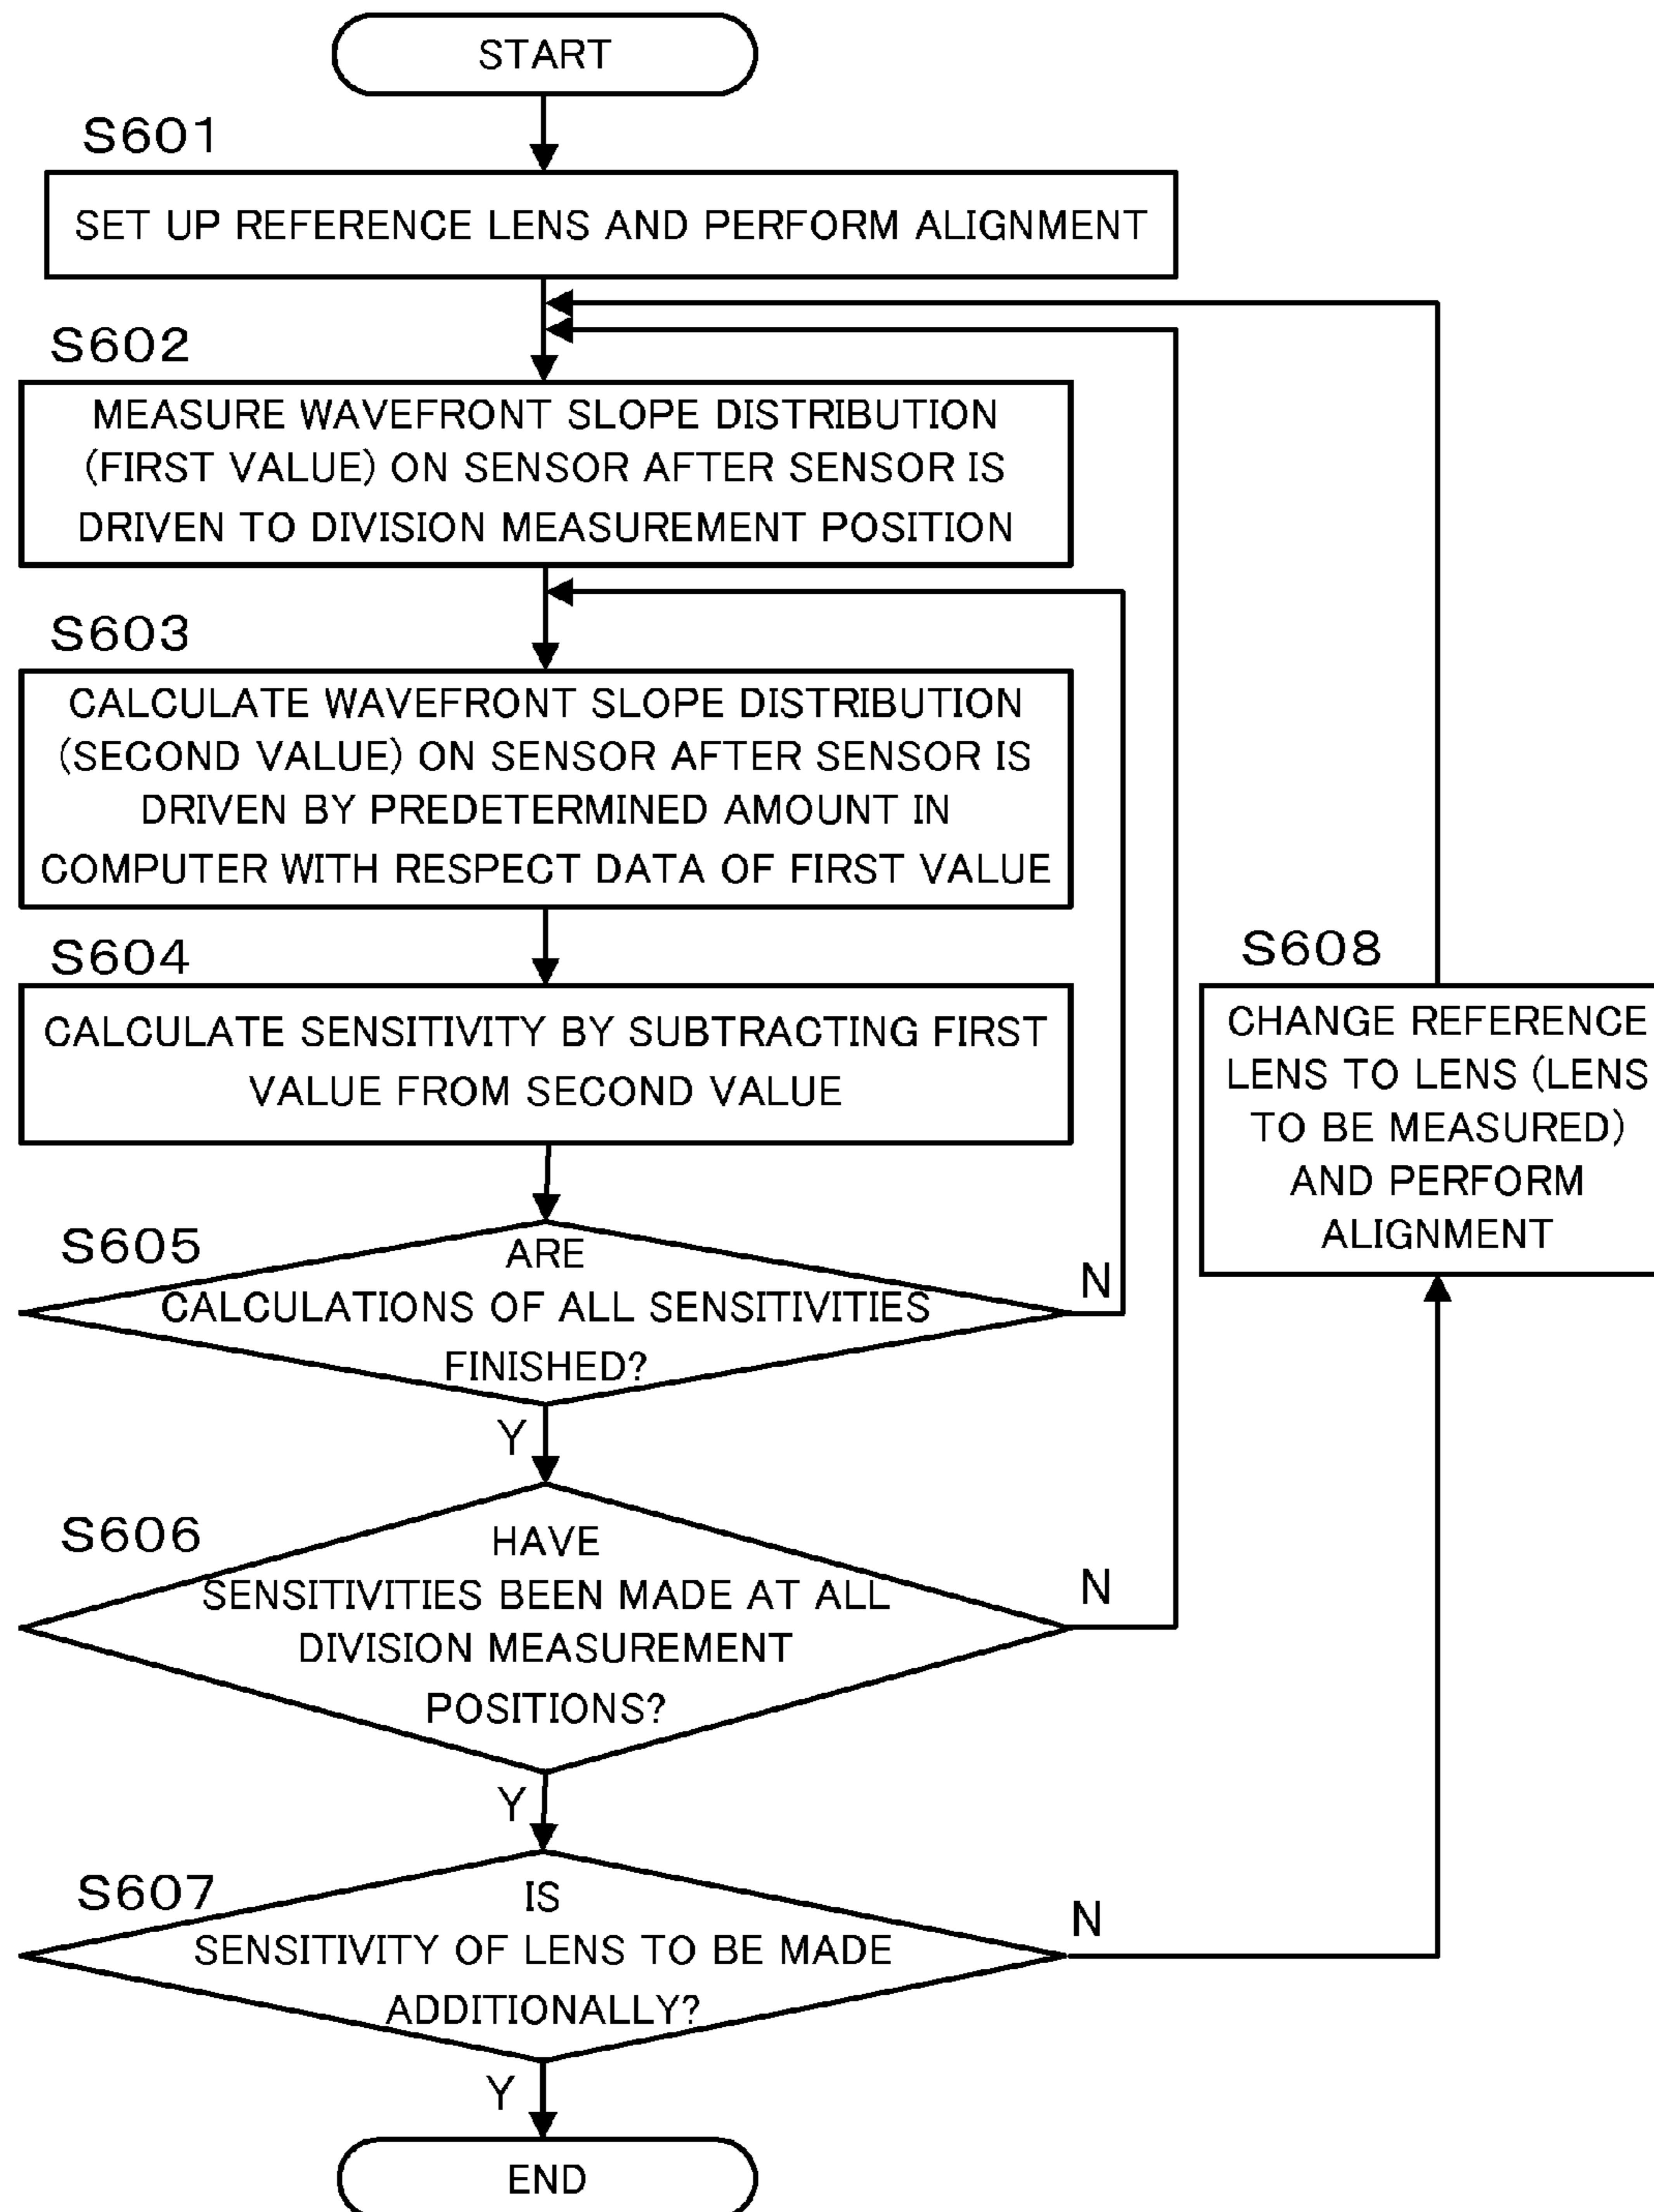 START
S601
SET UP REFERENCE LENS AND PERFORM ALIGNMENT
S602
MEASURE WAVEFRONT SLOPE DISTRIBUTION
(FIRST VALUE) ON SENSOR AFTER SENSOR IS
DRIVEN TO DIVISION MEASUREMENT POSITION
S603
CALCULATE WAVEFRONT SLOPE DISTRIBUTION
(SECOND VALUE) ON SENSOR AFTER SENSOR IS
DRIVEN BY PREDETERMINED AMOUNT IN
COMPUTER WITH RESPECT DATA OF FIRST VALUE
S604
CALCULATE SENSITIVITY BY SUBTRACTING FIRST
VALUE FROM SECOND VALUE
S608
CHANGE REFERENCE
LENS TO LENS (LENS
TO BE MEASURED)
AND PERFORM
ALIGNMENT
S605
ARE
CALCULATIONS OF ALL SENSITIVITIES
FINISHED?
N
Y
S606
HAVE
SENSITIVITIES BEEN MADE AT ALL
DIVISION MEASUREMENT
POSITIONS?
N
Y
S607
IS
SENSITIVITY OF LENS TO BE MADE
ADDITIONALLY?
N
Y
END